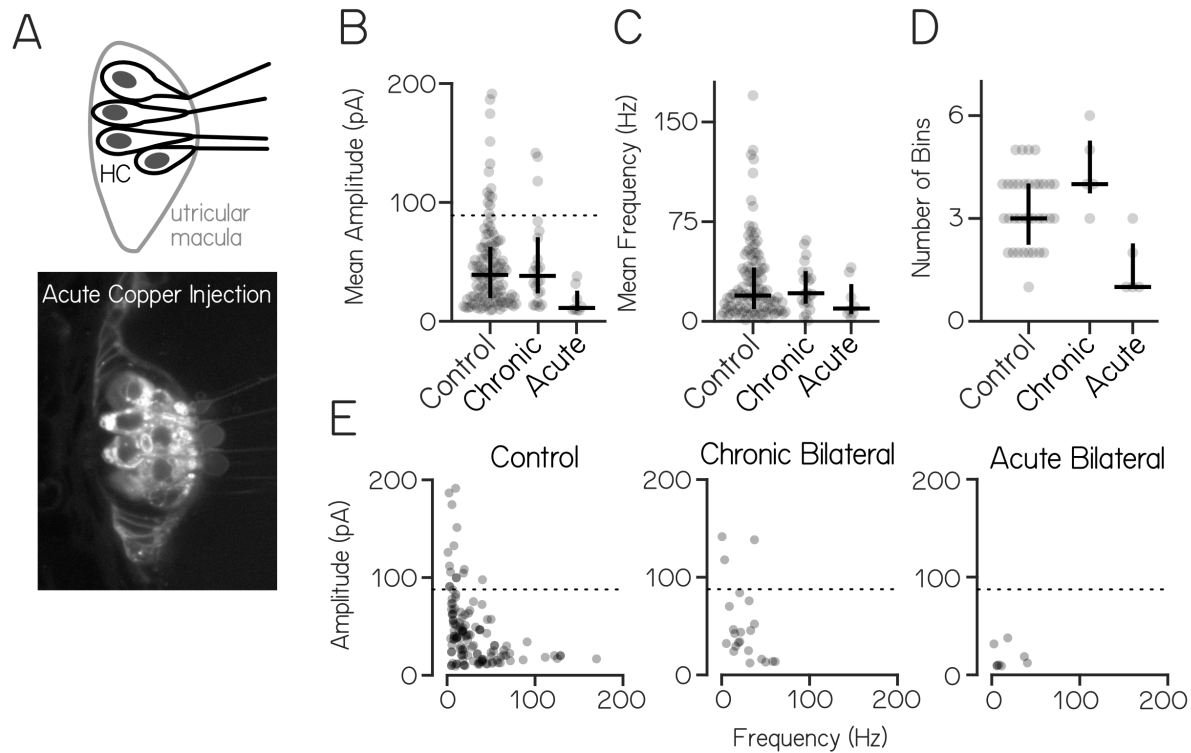 A
HC
utricular
macula
Acute Copper Injection
B
Mean Amplitude (pA)
200
100
0
Control
Chronic
Acute
C
Mean Frequency (Hz)
150
75
0
Control
Chronic
Acute
D
Number of Bins
6
3
0
Control
Chronic
Acute
E
Control
Amplitude (pA)
200
100
0
0
100
200
Chronic Bilateral
200
100
0
0
100
200
Acute Bilateral
200
100
0
0
100
200
Frequency (Hz)